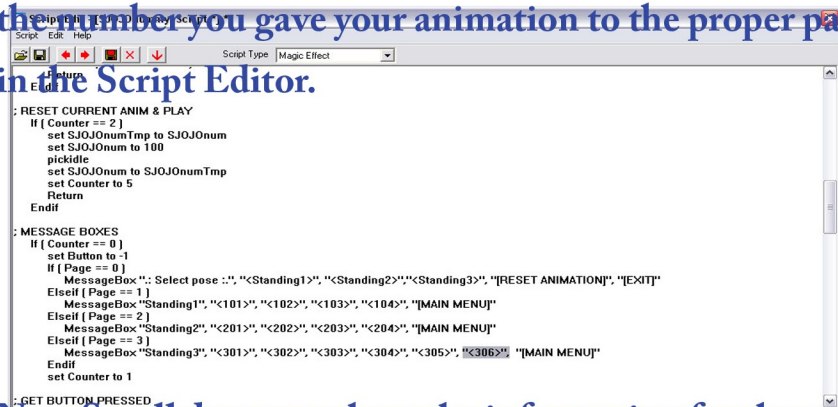 the number you gave your animation to the proper pa
Script Edit Help
Script Type Magic Effect
Return
in the Script Editor.
Endif
; RESET CURRENT ANIM & PLAY
If ( Counter == 2 )
set SJOJOnumTmp to SJOJOnum
set SJOJOnum to 100
pickidle
set SJOJOnum to SJOJOnumTmp
set Counter to 5
Return
Endif
; MESSAGE BOXES
If ( Counter == 0 )
set Button to -1
If ( Page == 0 )
MessageBox ".: Select pose :.", "<Standing1>", "<Standing2>","<Standing3>", "[RESET ANIMATION]", "[EXIT]"
Elseif ( Page == 1 )
MessageBox "Standing1", "<101>", "<102>", "<103>", "<104>", "[MAIN MENU]"
Elseif ( Page == 2 )
MessageBox "Standing2", "<201>", "<202>", "<203>", "<204>", "[MAIN MENU]"
Elseif ( Page == 3 )
MessageBox "Standing3", "<301>", "<302>", "<303>", "<304>", "<305>", "<306>", "[MAIN MENU]"
Endif
set Counter to 1
; GET BUTTON PRESSED